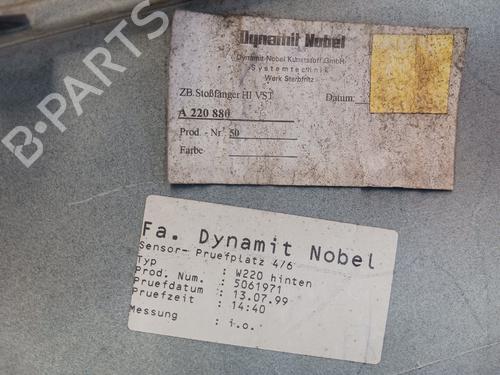 Dynamit Nobel
Dynamit-Nobel Kunststoff GmbH
Systemtechnik
Werk Sterbfritz
ZB. Stoßfänger HI VST Datum:
A 220 880
Prod - Nr. 50
Farbe
B-PARTS
Fa. Dynamit Nobel
Sensor- Pruefplatz 4/6
Typ : W220 hinten
Prod. Num. : 5061971
Pruefdatum : 13.07.99
Pruefzeit : 14:40
Messung : i.o.